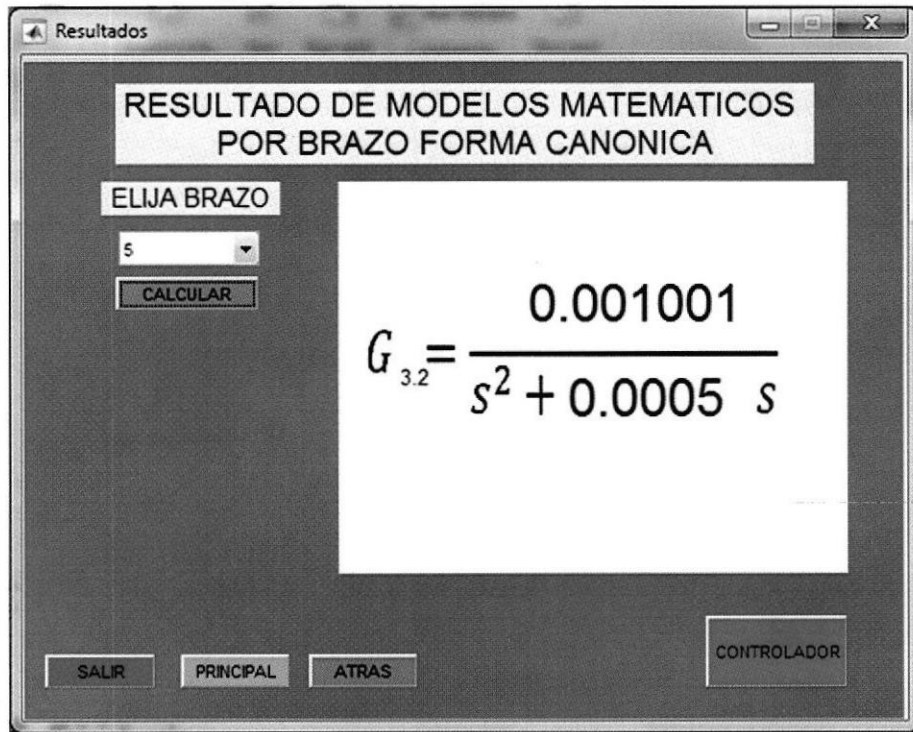 Resultados
RESULTADO DE MODELOS MATEMATICOS
POR BRAZO FORMA CANONICA
ELIJA BRAZO
5
CALCULAR
0.001001
G 3.2 =
s² + 0.0005 s
SALIR
PRINCIPAL
ATRAS
CONTROLADOR